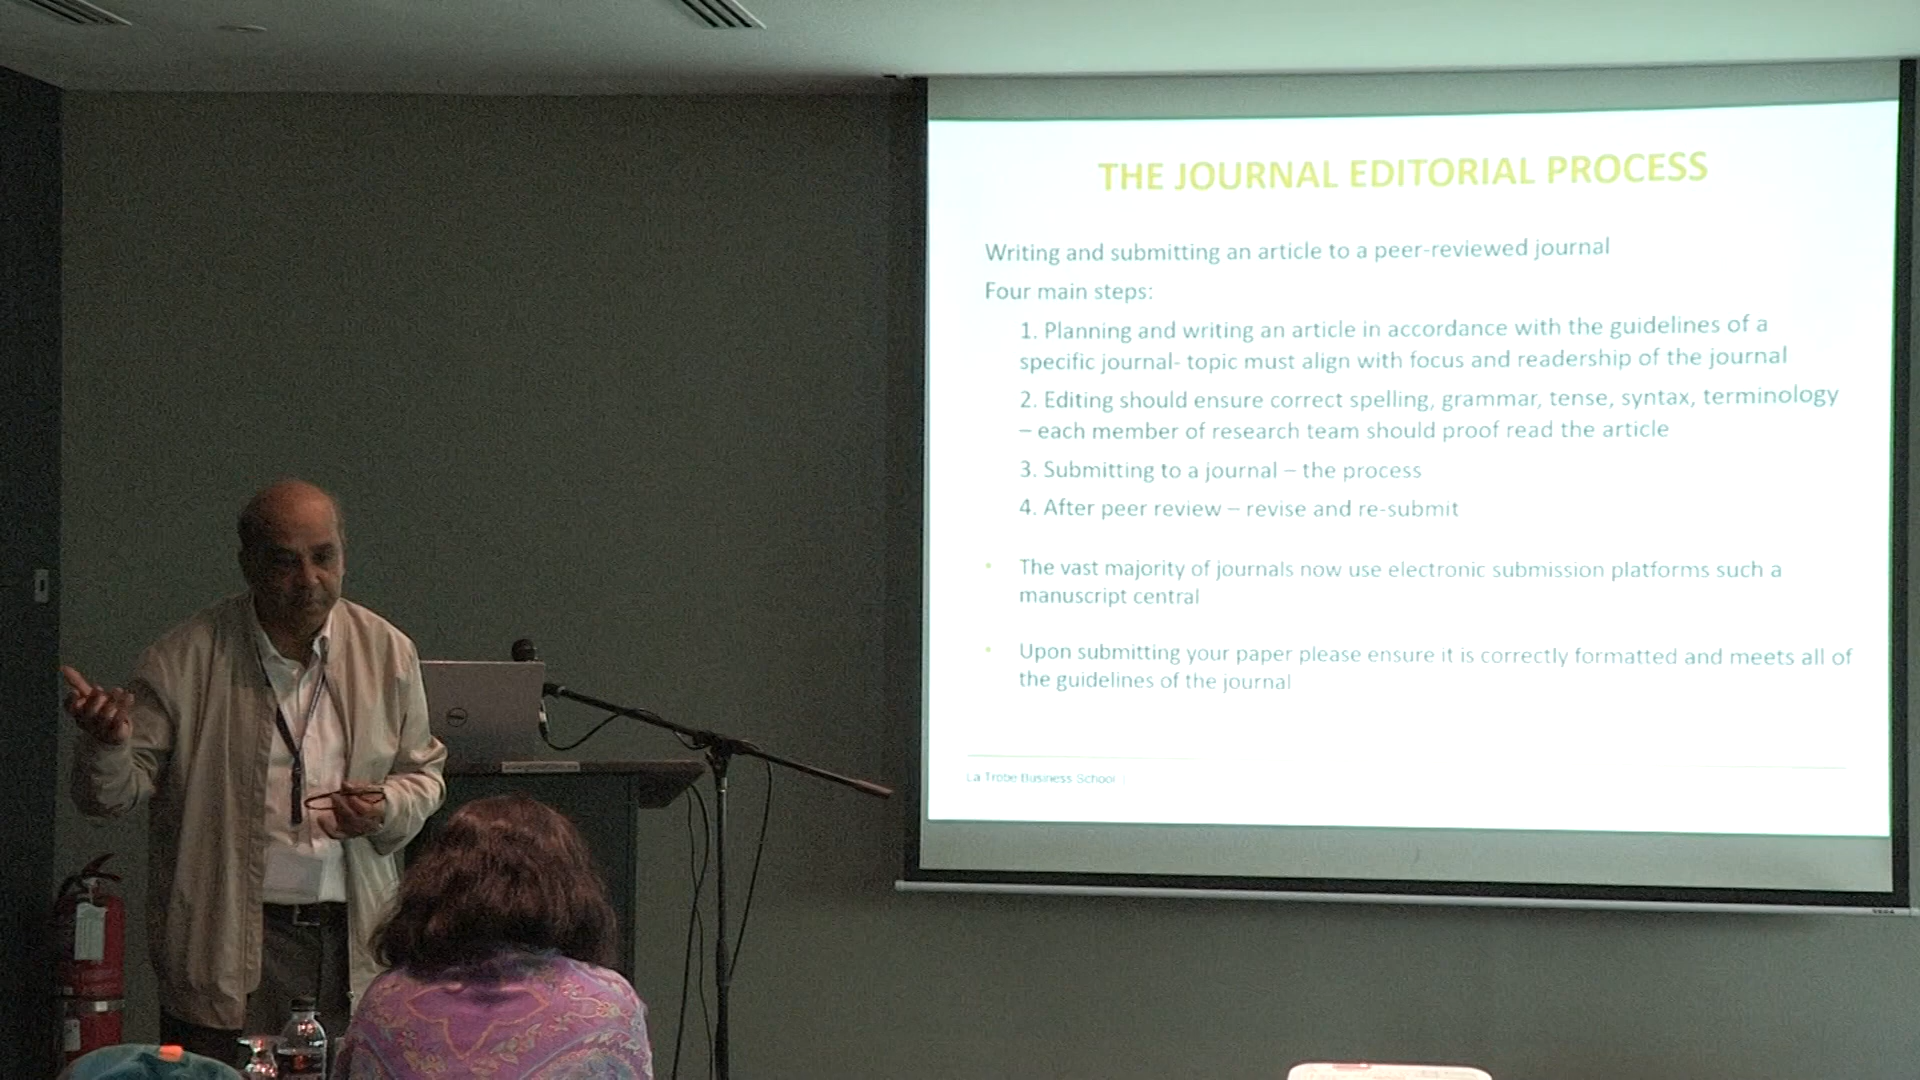 THE JOURNAL EDITORIAL PROCESS
Writing and submitting an article to a peer-reviewed journal
Four main steps:
1. Planning and writing an article in accordance with the guidelines of a
specific journal- topic must align with focus and readership of the journal
2. Editing should ensure correct spelling, grammar, tense, syntax, terminology
– each member of research team should proof read the article
3. Submitting to a journal – the process
4. After peer review – revise and re-submit
• The vast majority of journals now use electronic submission platforms such a
manuscript central
• Upon submitting your paper please ensure it is correctly formatted and meets all of
the guidelines of the journal
La Trobe Business School
DELL